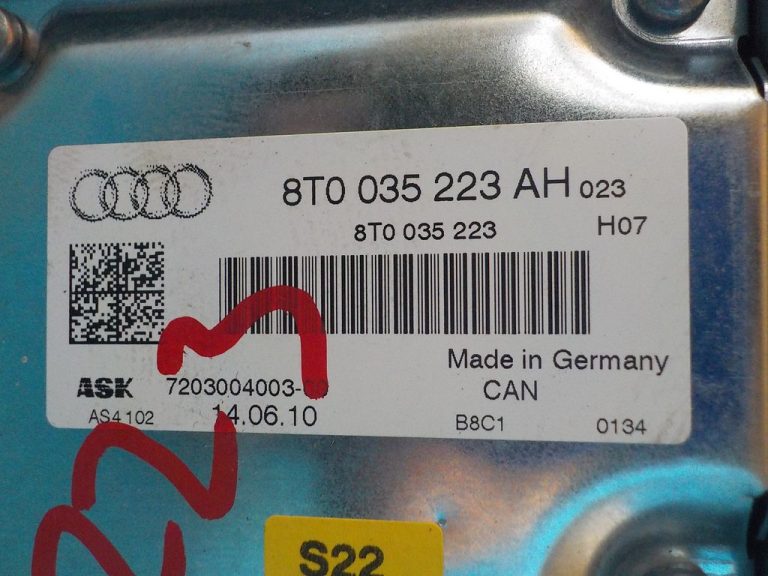 8T0 035 223 AH 023
8T0 035 223 H07
Made in Germany
ASK 7203004003-
CAN
AS4 102 14.06.10 B8C1 0134
223
S22